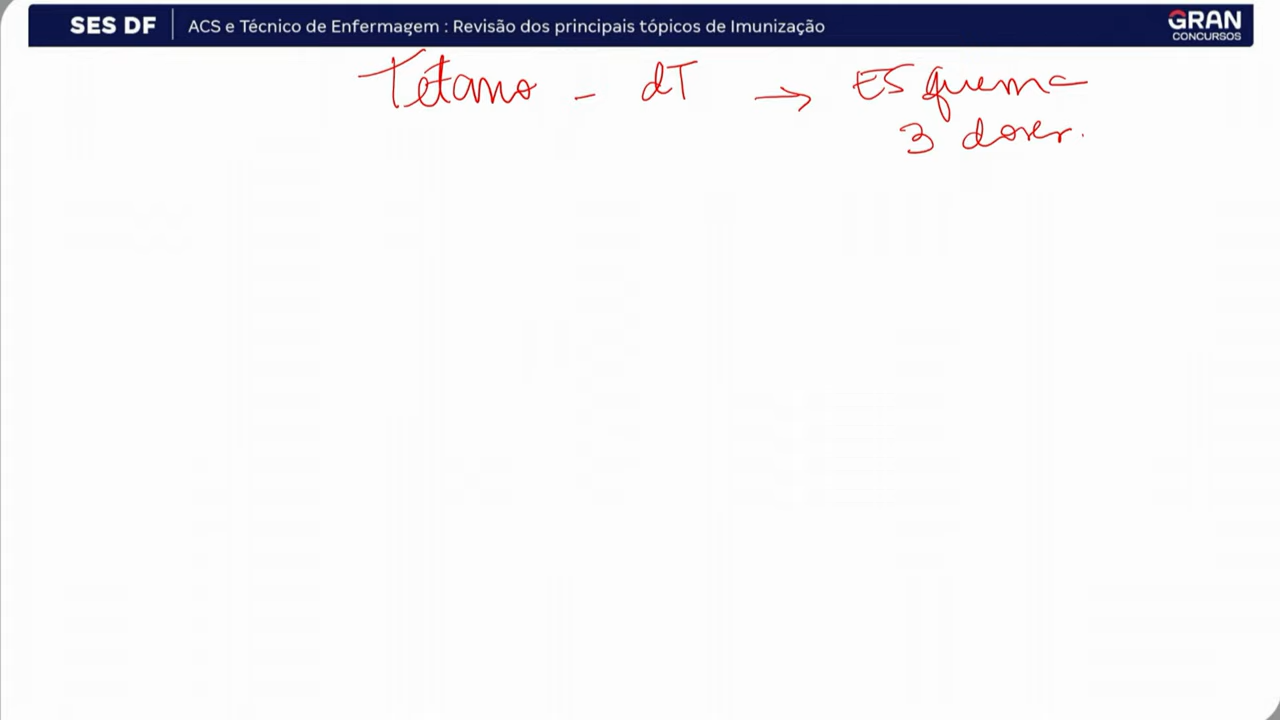 SES DF
ACS e Técnico de Enfermagem : Revisão dos principais tópicos de Imunização
GRAN
CONCURSOS
Tétano - dT → Esquema
3 doses.